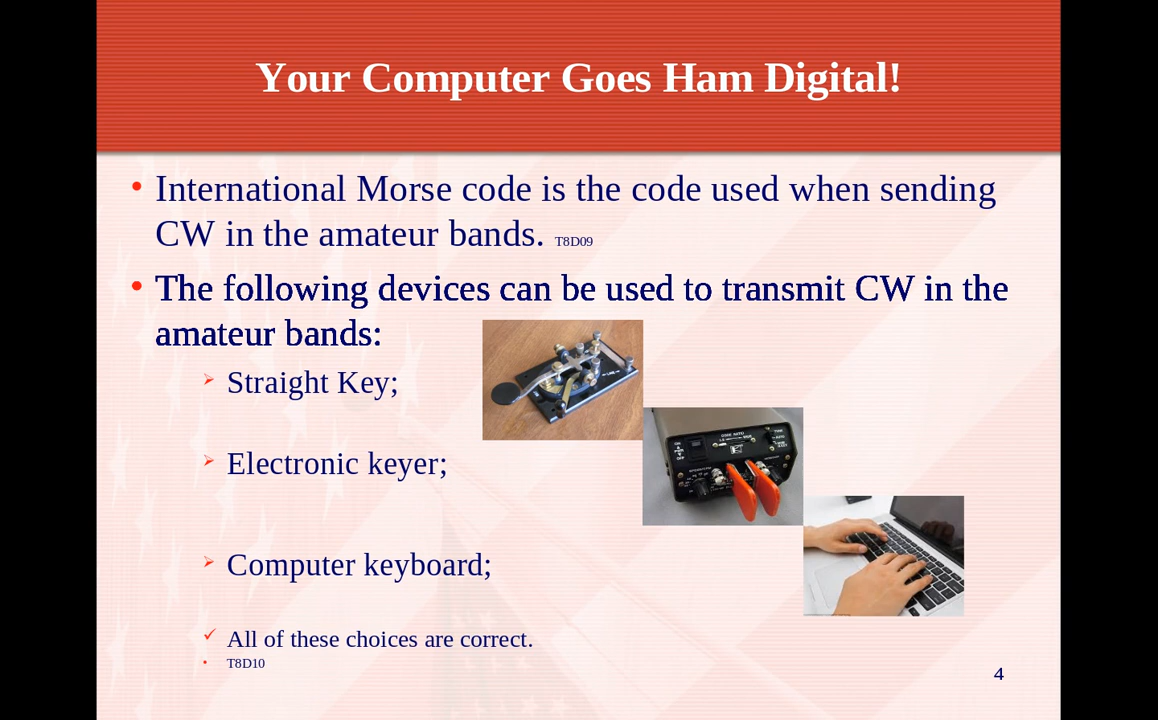 Your Computer Goes Ham Digital!
• International Morse code is the code used when sending
CW in the amateur bands. T8D09
• The following devices can be used to transmit CW in the
amateur bands:
➢ Straight Key;
➢ Electronic keyer;
➢ Computer keyboard;
✓ All of these choices are correct.
• T8D10
4